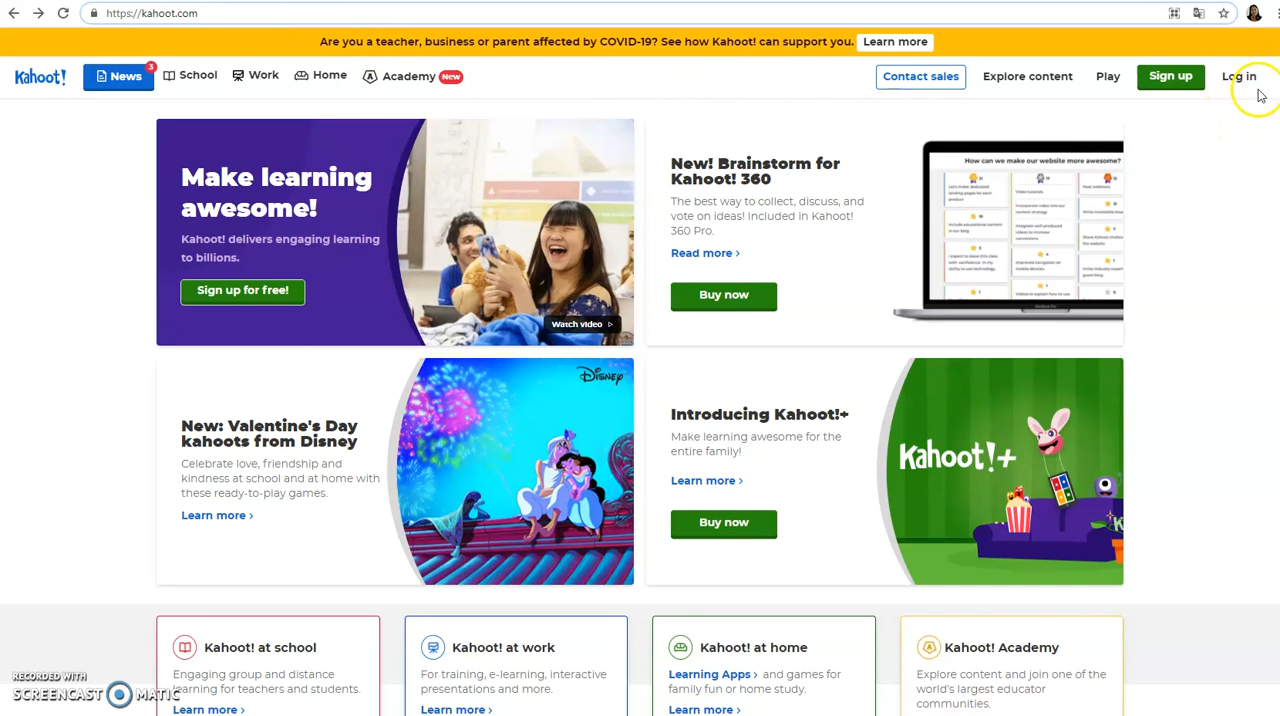 https://kahoot.com
Are you a teacher, business or parent affected by COVID-19? See how Kahoot! can support you. Learn more
Kahoot! News 3 School Work Home Academy New Contact sales Explore content Play Sign up Log in
Make learning
awesome!
Kahoot! delivers engaging learning
to billions.
Sign up for free!
Watch video
New! Brainstorm for
Kahoot! 360
The best way to collect, discuss, and
vote on ideas! Included in Kahoot!
360 Pro.
Read more ›
Buy now
How can we make our website more awesome?
New: Valentine's Day
kahoots from Disney
Celebrate love, friendship and
kindness at school and at home with
these ready-to-play games.
Learn more ›
Disney
Introducing Kahoot!+
Make learning awesome for the
entire family!
Learn more ›
Buy now
Kahoot!+
Kahoot! at school
Engaging group and distance
learning for teachers and students.
Learn more ›
Kahoot! at work
For training, e-learning, interactive
presentations and more.
Learn more ›
Kahoot! at home
Learning Apps › and games for
family fun or home study.
Learn more ›
Kahoot! Academy
Explore content and join one of the
world's largest educator
communities.
RECORDED WITH
SCREENCAST MATIC